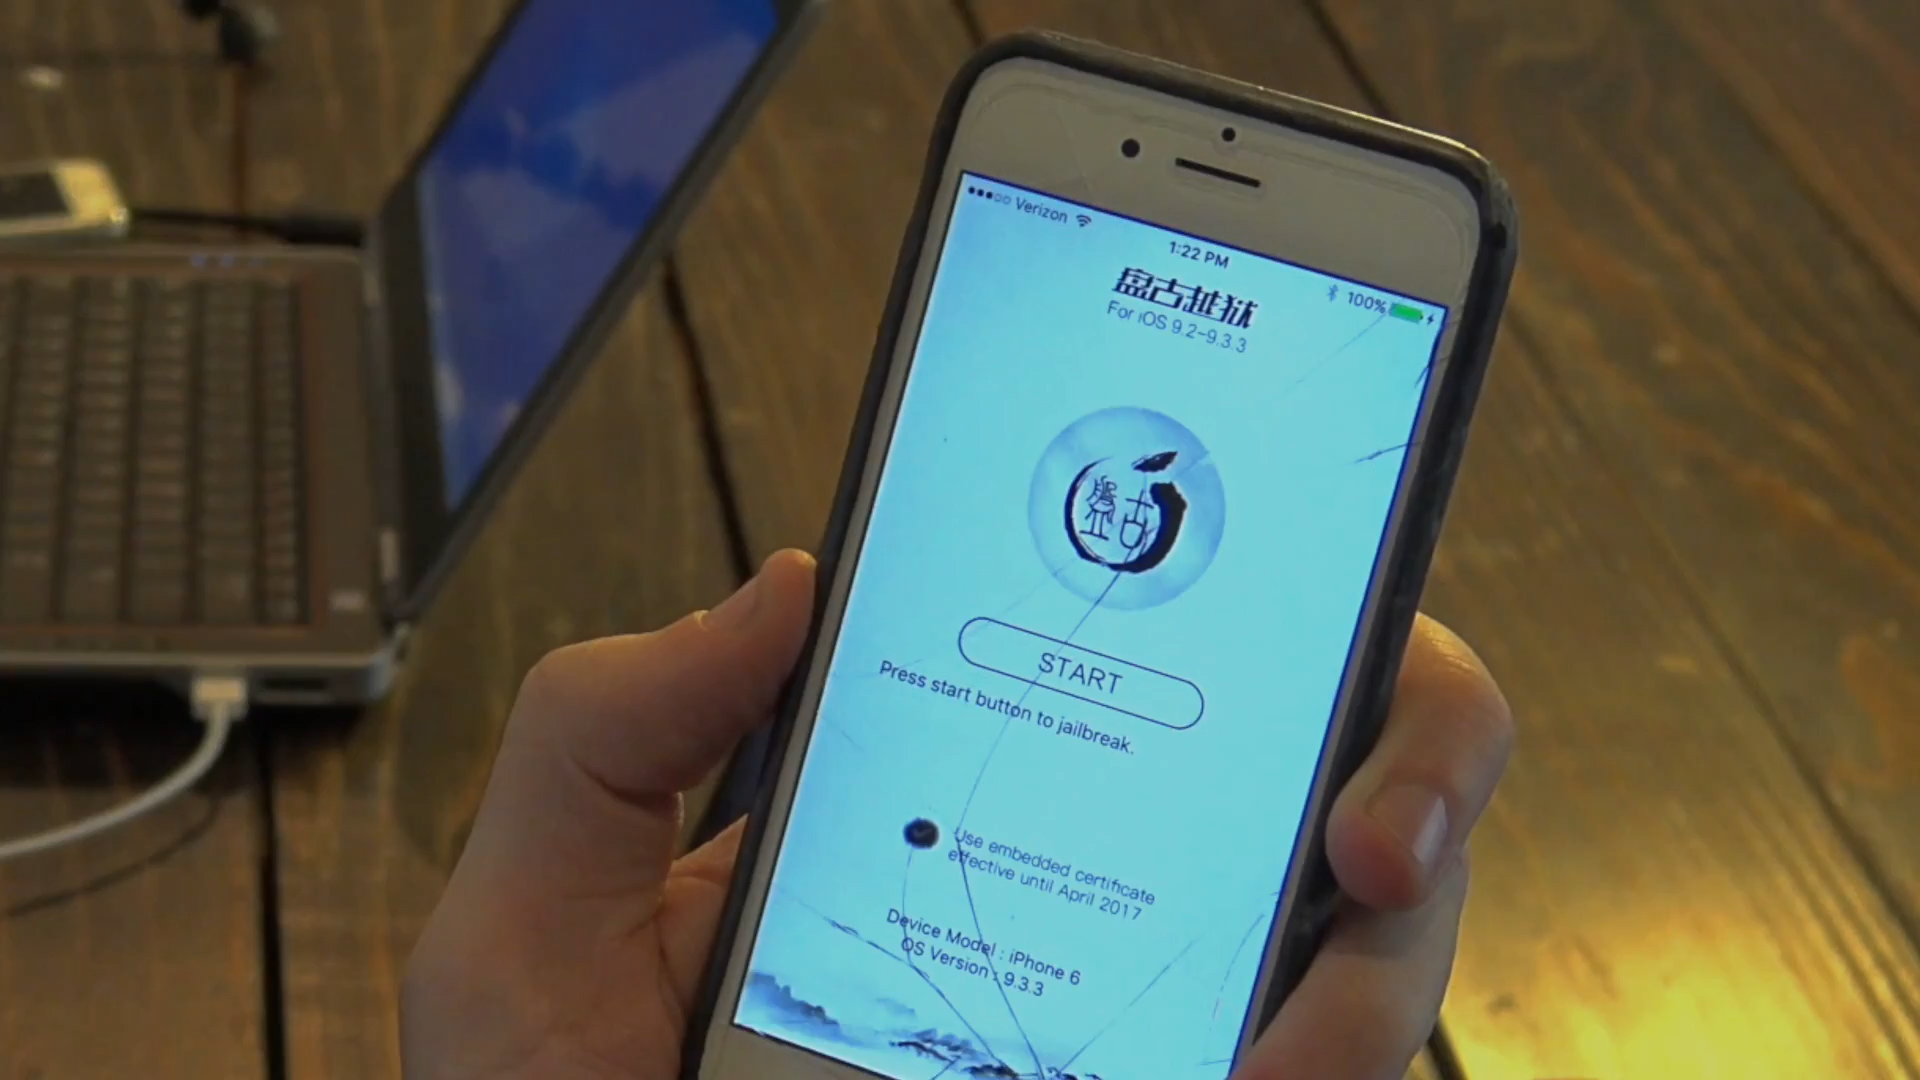 Verizon
1:22 PM
100%
盘古越狱
For iOS 9.2-9.3.3
盤古
START
Press start button to jailbreak.
Use embedded certificate
effective until April 2017
Device Model : iPhone 6
OS Version : 9.3.3